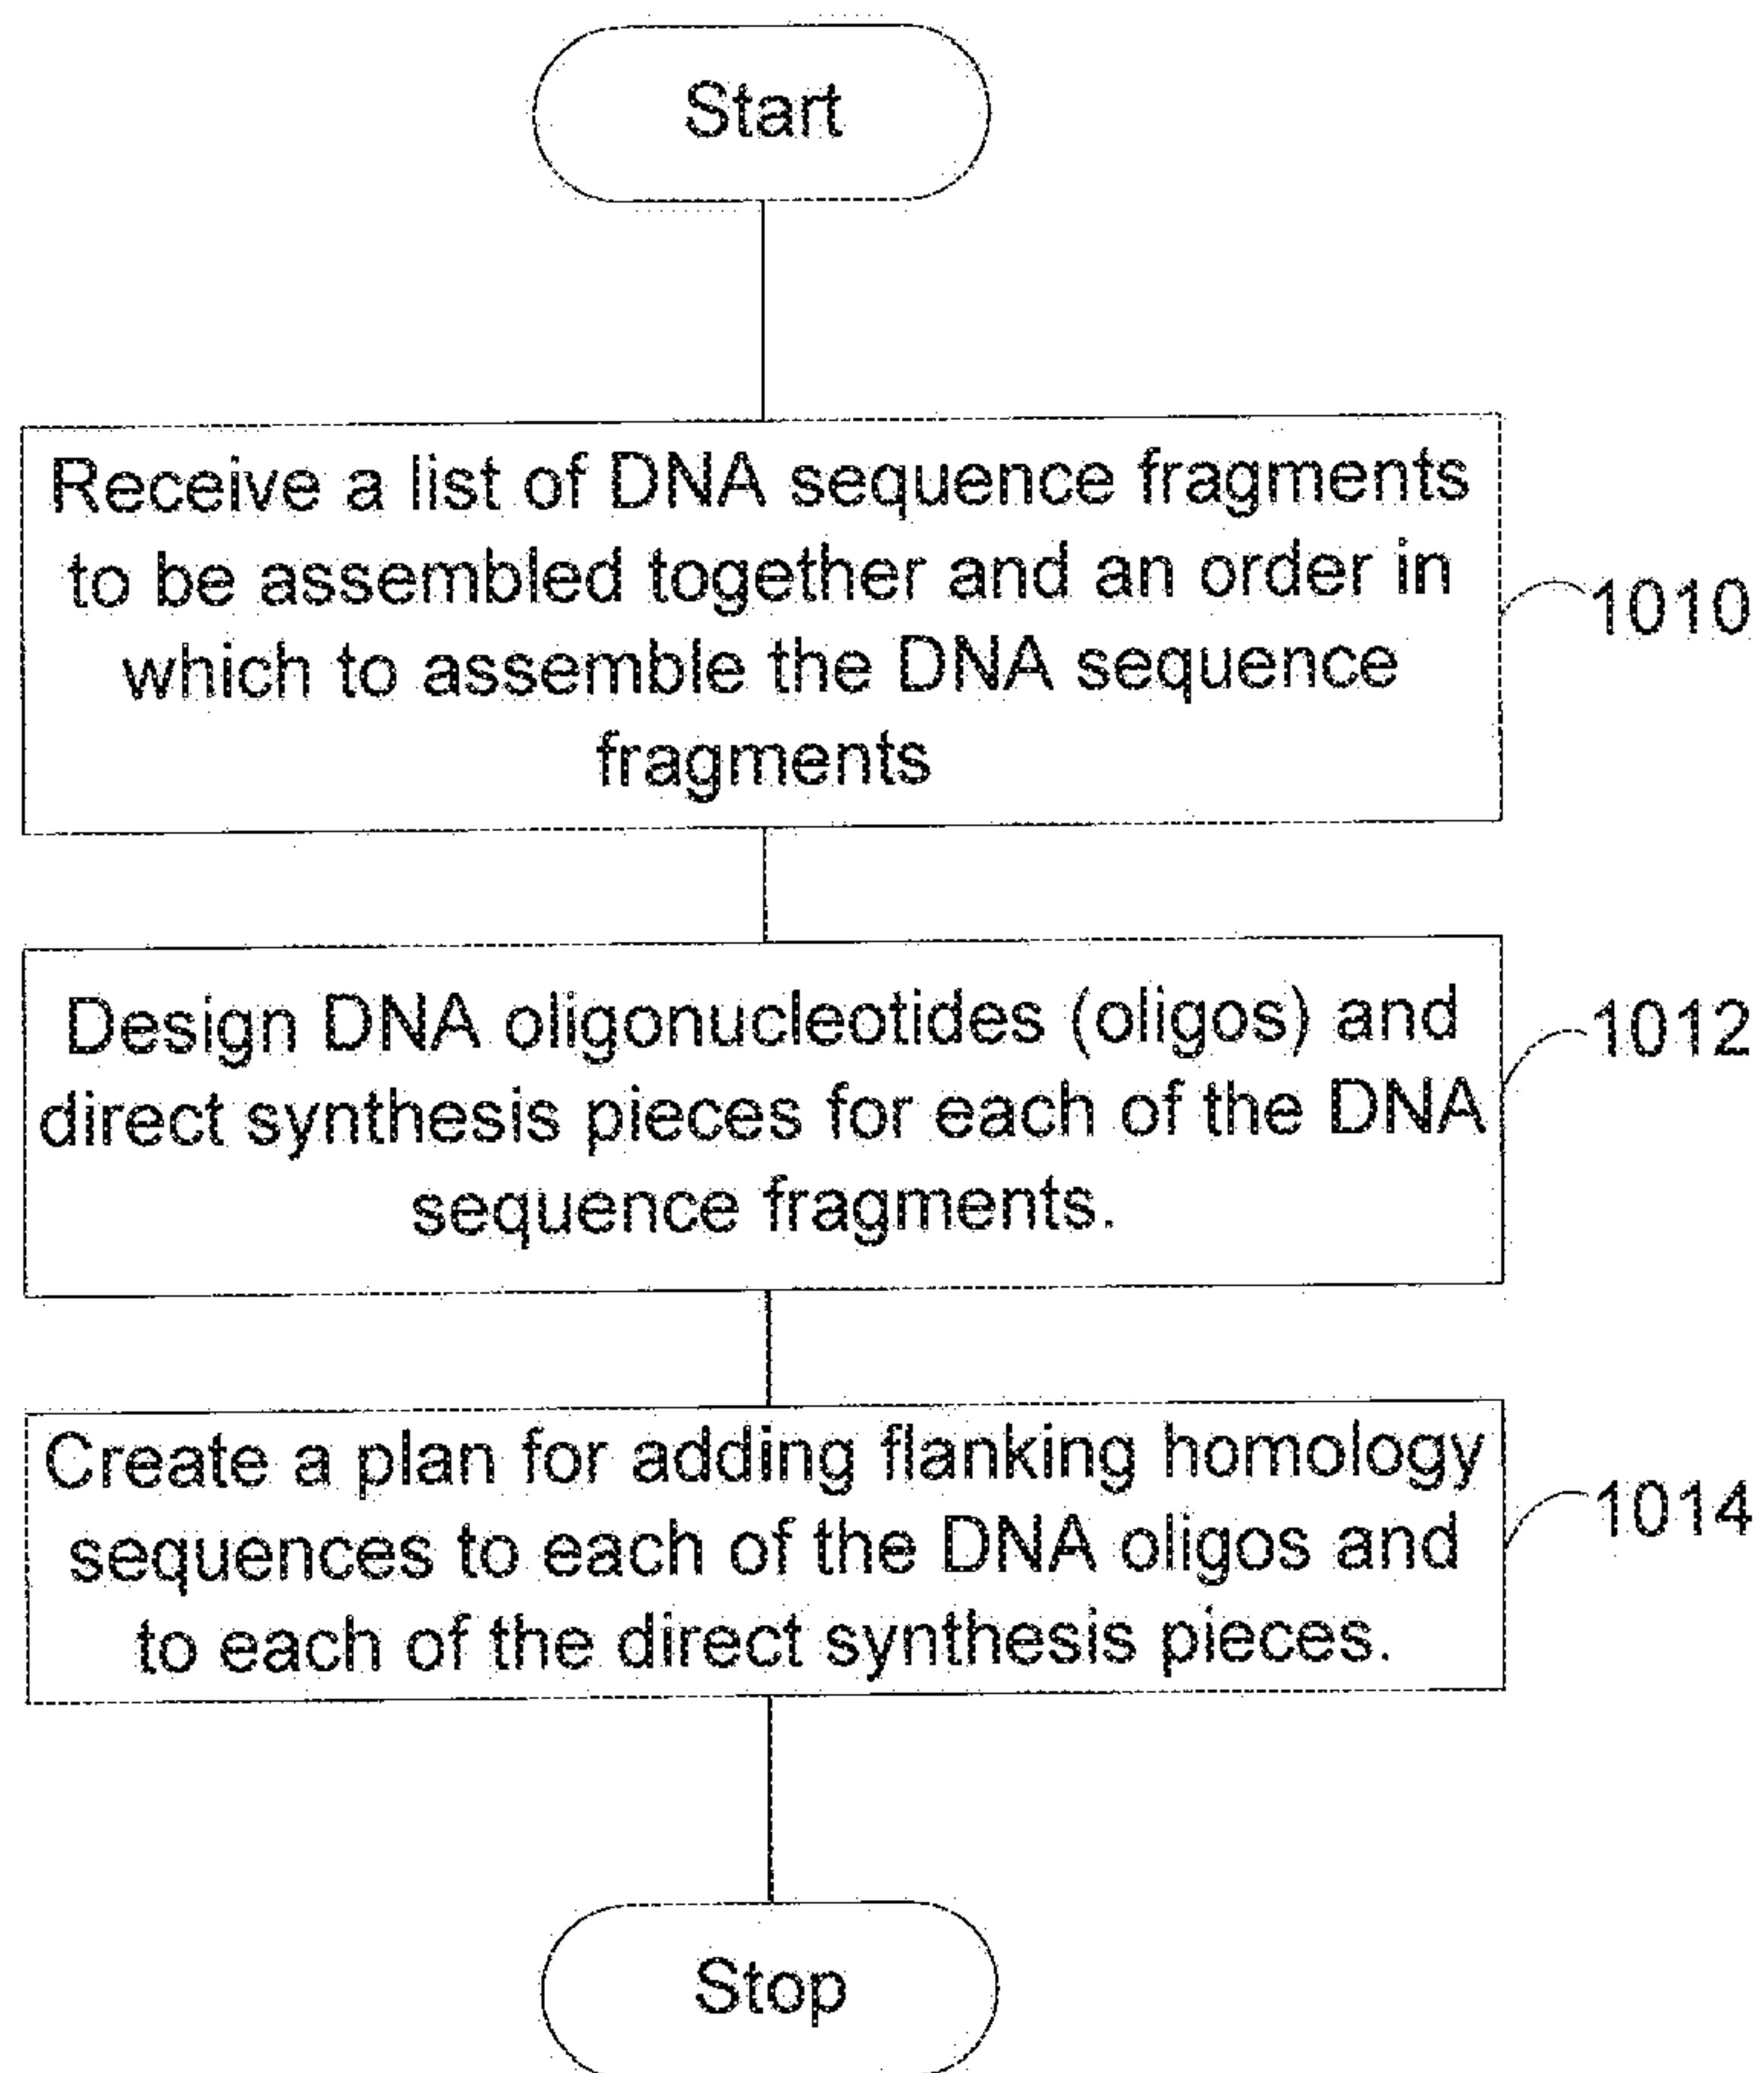 Start
Receive a list of DNA sequence fragments
to be assembled together and an order in
which to assemble the DNA sequence
fragments
1010
Design DNA oligonucleotides (oligos) and
direct synthesis pieces for each of the DNA
sequence fragments.
1012
Create a plan for adding flanking homology
sequences to each of the DNA oligos and
to each of the direct synthesis pieces.
1014
Stop